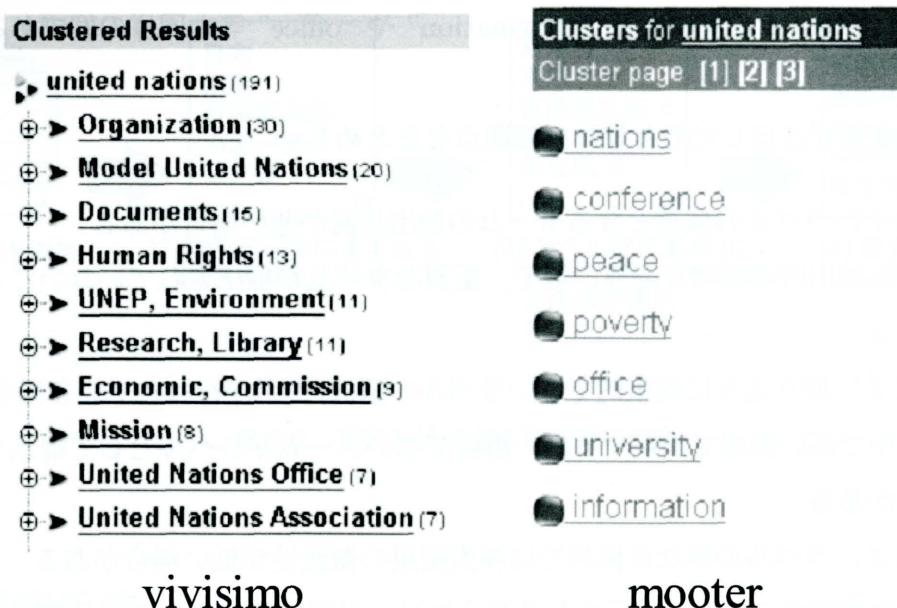 Clustered Results
united nations (191)
Organization (30)
Model United Nations (20)
Documents (15)
Human Rights (13)
UNEP, Environment (11)
Research, Library (11)
Economic, Commission (9)
Mission (8)
United Nations Office (7)
United Nations Association (7)
vivisimo
Clusters for united nations
Cluster page [1] [2] [3]
nations
conference
peace
poverty
office
university
information
mooter